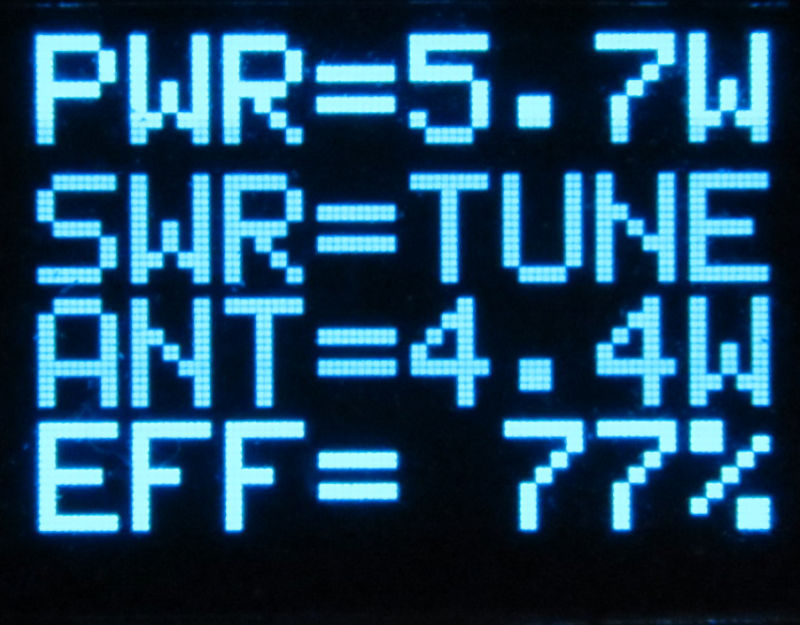 PWR=5.7W
SWR=TUNE
ANT=4.4W
EFF= 77%